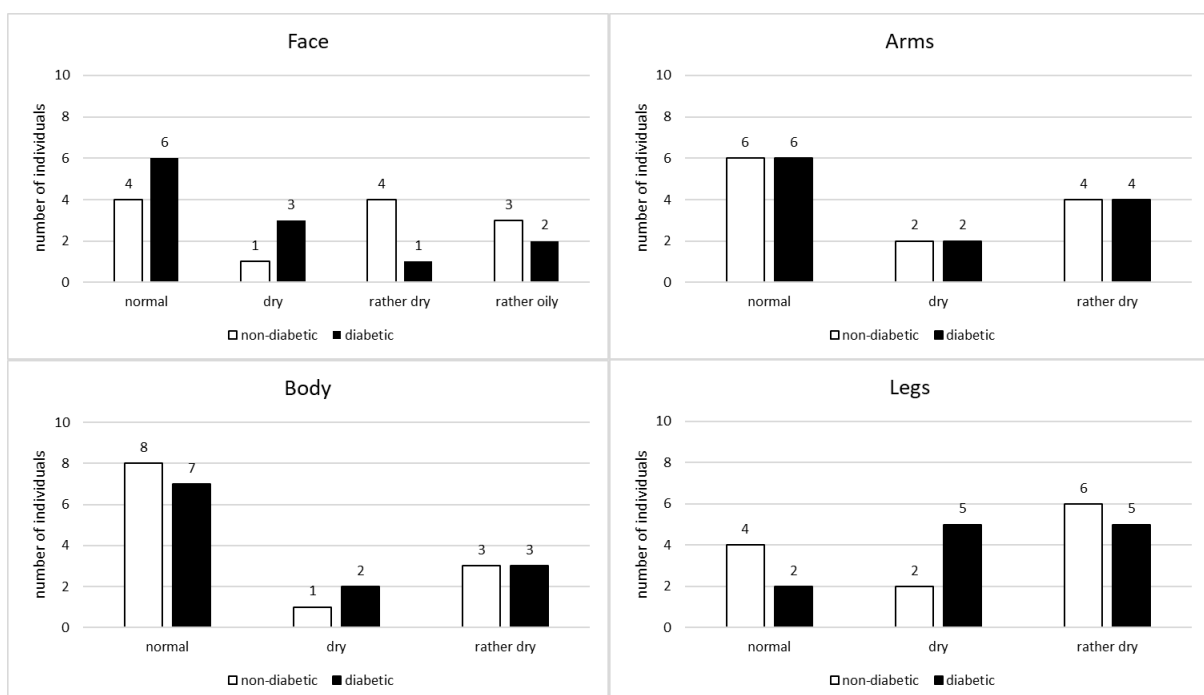 Face
number of individuals
10
8
6
4
2
0
4
6
1
3
4
1
3
2
normal dry rather dry rather oily
non-diabetic diabetic
Arms
number of individuals
10
8
6
4
2
0
6 6
2 2
4 4
normal dry rather dry
non-diabetic diabetic
Body
number of individuals
10
8
6
4
2
0
8
7
1
2
3 3
normal dry rather dry
non-diabetic diabetic
Legs
number of individuals
10
8
6
4
2
0
4
2
2
5
6
5
normal dry rather dry
non-diabetic diabetic